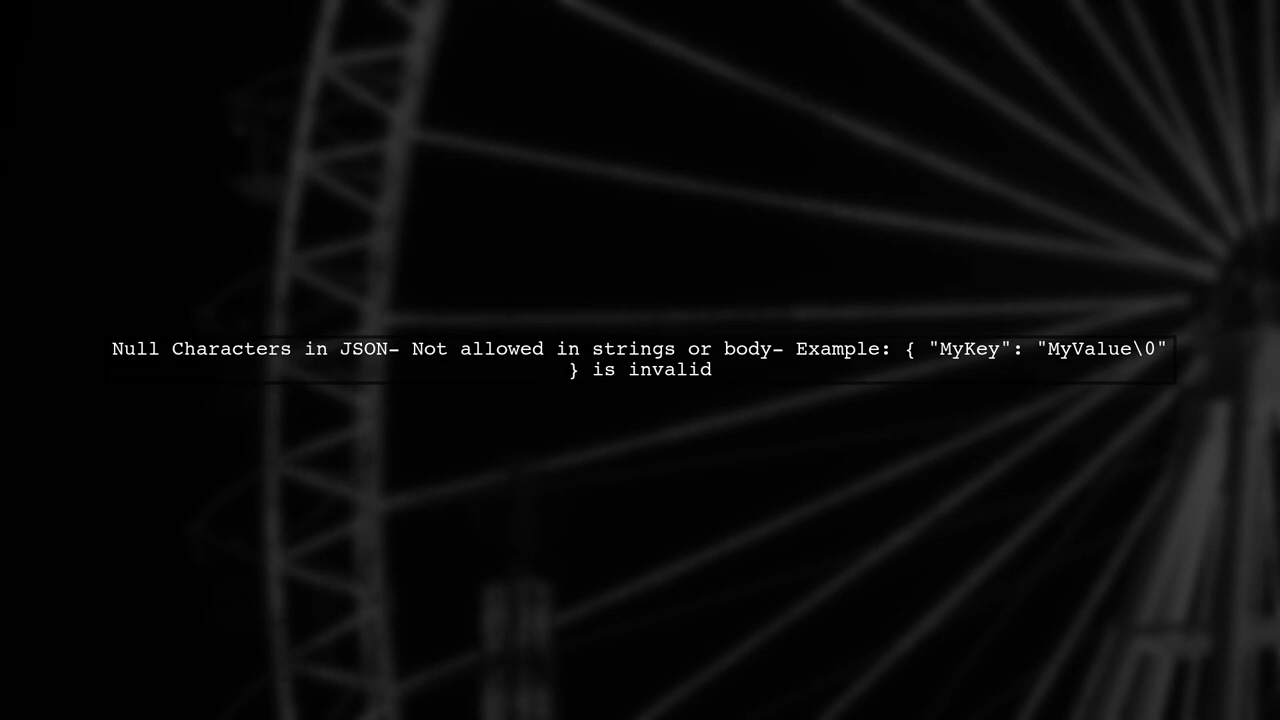 Null Characters in JSON- Not allowed in strings or body- Example: { "MyKey": "MyValue\0"
} is invalid